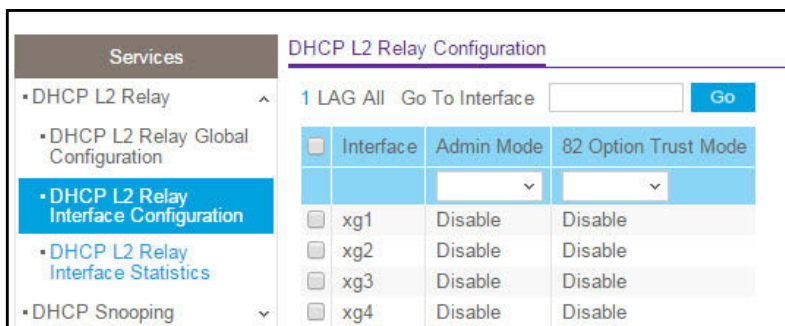 Services
DHCP L2 Relay
DHCP L2 Relay Global
Configuration
DHCP L2 Relay
Interface Configuration
DHCP L2 Relay
Interface Statistics
DHCP Snooping
DHCP L2 Relay Configuration
1 LAG All Go To Interface Go
Interface Admin Mode 82 Option Trust Mode
xg1 Disable Disable
xg2 Disable Disable
xg3 Disable Disable
xg4 Disable Disable